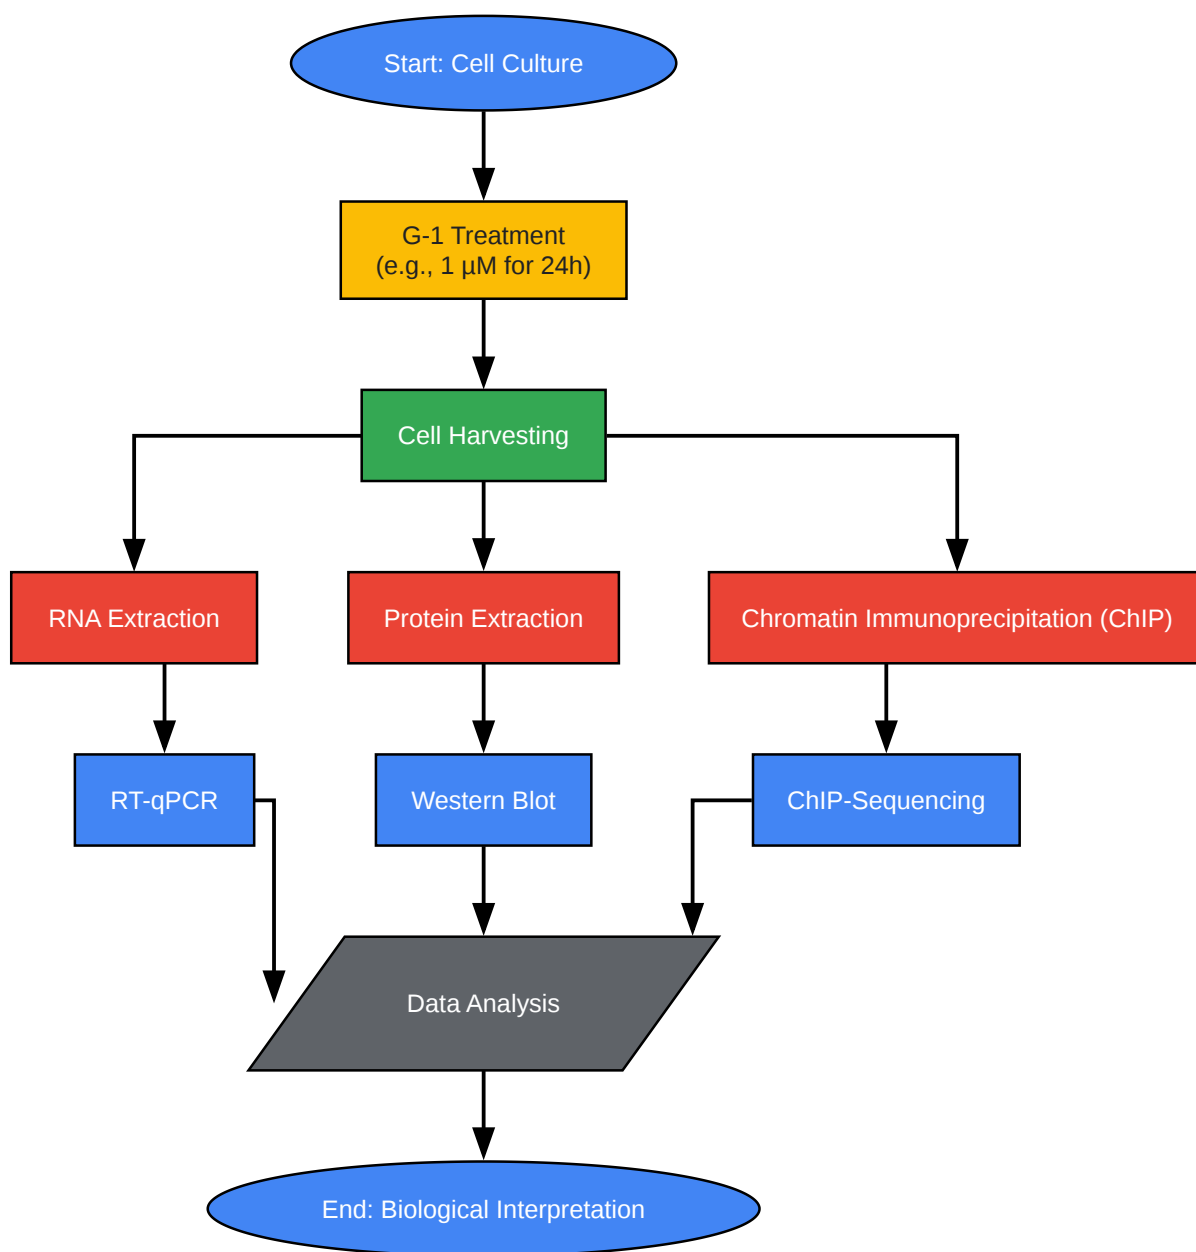 Start: Cell Culture
G-1 Treatment
(e.g., 1 µM for 24h)
Cell Harvesting
RNA Extraction
Protein Extraction
Chromatin Immunoprecipitation (ChIP)
RT-qPCR
Western Blot
ChIP-Sequencing
Data Analysis
End: Biological Interpretation